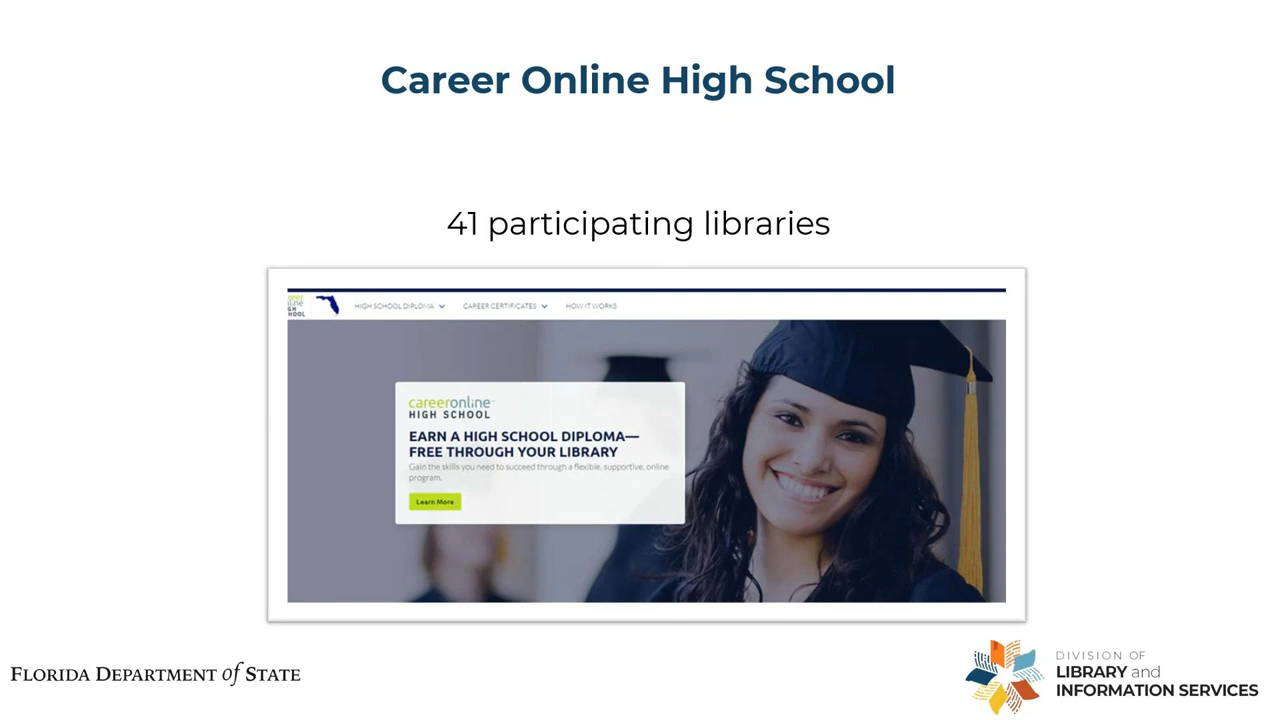 Career Online High School
41 participating libraries
HIGH SCHOOL DIPLOMA CAREER CERTIFICATES HOW IT WORKS
careeronline
HIGH SCHOOL
EARN A HIGH SCHOOL DIPLOMA—
FREE THROUGH YOUR LIBRARY
Gain the skills you need to succeed through a flexible, supportive, online
program.
Learn More
FLORIDA DEPARTMENT of STATE
DIVISION OF
LIBRARY and
INFORMATION SERVICES